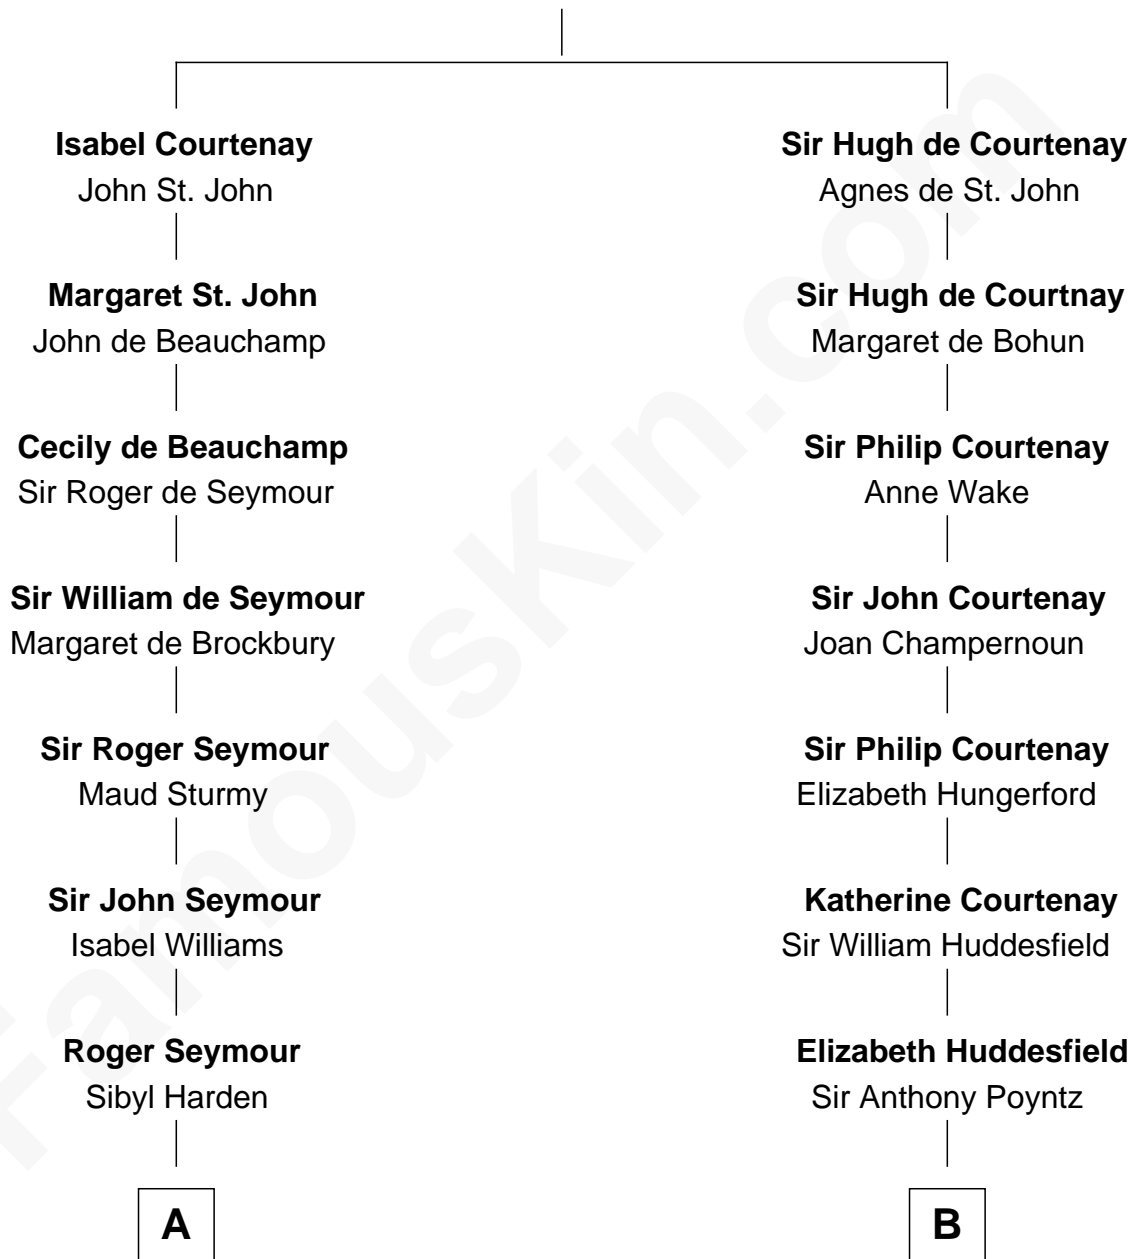 Isabel Courtenay
John St. John
Margaret St. John
John de Beauchamp
Cecily de Beauchamp
Sir Roger de Seymour
Sir William de Seymour
Margaret de Brockbury
Sir Roger Seymour
Maud Sturmy
Sir John Seymour
Isabel Williams
Roger Seymour
Sibyl Harden
A
Sir Hugh de Courtenay
Agnes de St. John
Sir Hugh de Courtnay
Margaret de Bohun
Sir Philip Courtenay
Anne Wake
Sir John Courtenay
Joan Champernoun
Sir Philip Courtenay
Elizabeth Hungerford
Katherine Courtenay
Sir William Huddesfield
Elizabeth Huddesfield
Sir Anthony Poyntz
B
FamousKin.com